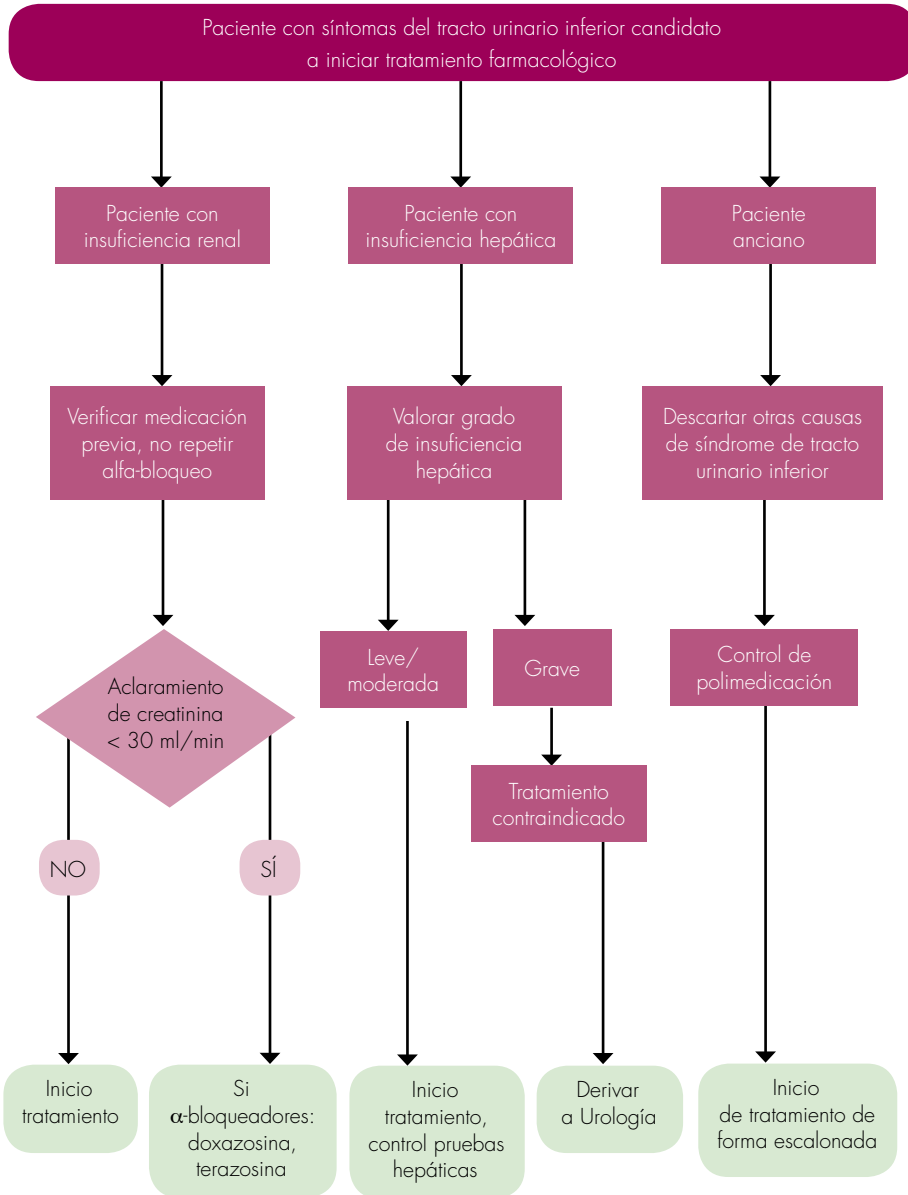 Paciente con síntomas del tracto urinario inferior candidato
a iniciar tratamiento farmacológico
Paciente con
insuficiencia renal
Paciente con
insuficiencia hepática
Paciente
anciano
Verificar medicación
previa, no repetir
alfa-bloqueo
Valorar grado
de insuficiencia
hepática
Descartar otras causas
de síndrome de tracto
urinario inferior
Aclaramiento
de creatinina
< 30 ml/min
Leve/
moderada
Grave
Control de
polimedicación
Tratamiento
contraindicado
NO
SÍ
Inicio
tratamiento
Si
α-bloqueadores:
doxazosina,
terazosina
Inicio
tratamiento,
control pruebas
hepáticas
Derivar
a Urología
Inicio
de tratamiento de
forma escalonada